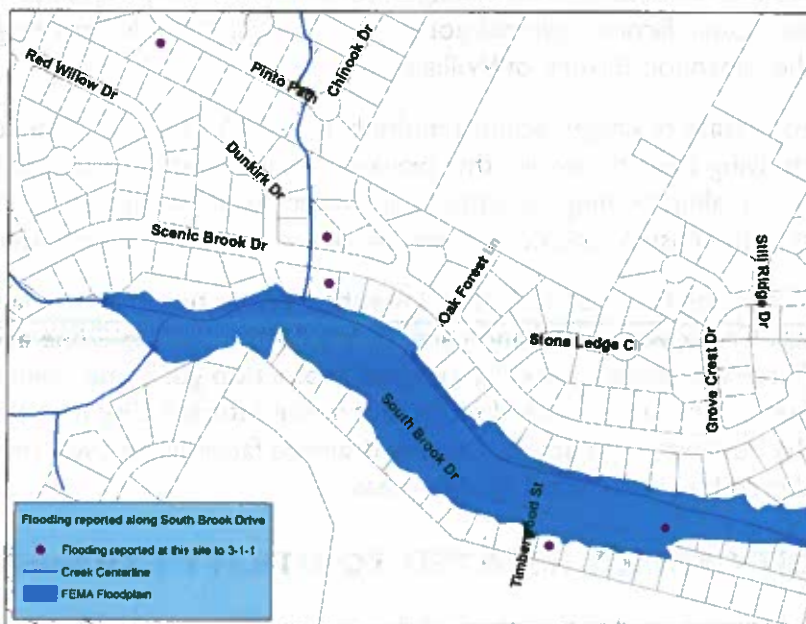 Chinook Dr
Pinto Path
Red Willow Dr
Dunkirk Dr
Scenic Brook Dr
Oak Forest Ln
Still Ridge Dr
Stone Ledge Cir
Grove Crest Dr
South Brook Dr
Timberwood St
Flooding reported along South Brook Drive
Flooding reported at this site to 3-1-1
Creek Centerline
FEMA Floodplain